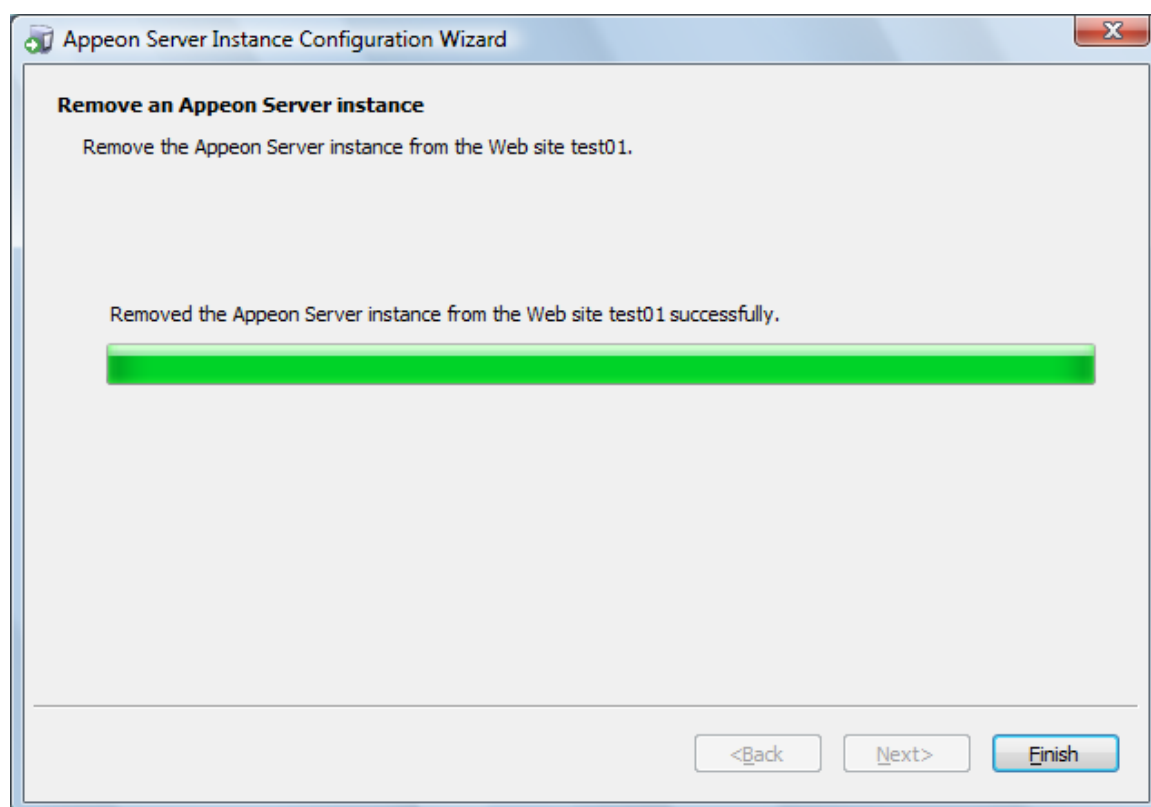 Appeon Server Instance Configuration Wizard
Remove an Appeon Server instance
Remove the Appeon Server instance from the Web site test01.
Removed the Appeon Server instance from the Web site test01 successfully.
<Back Next> Finish